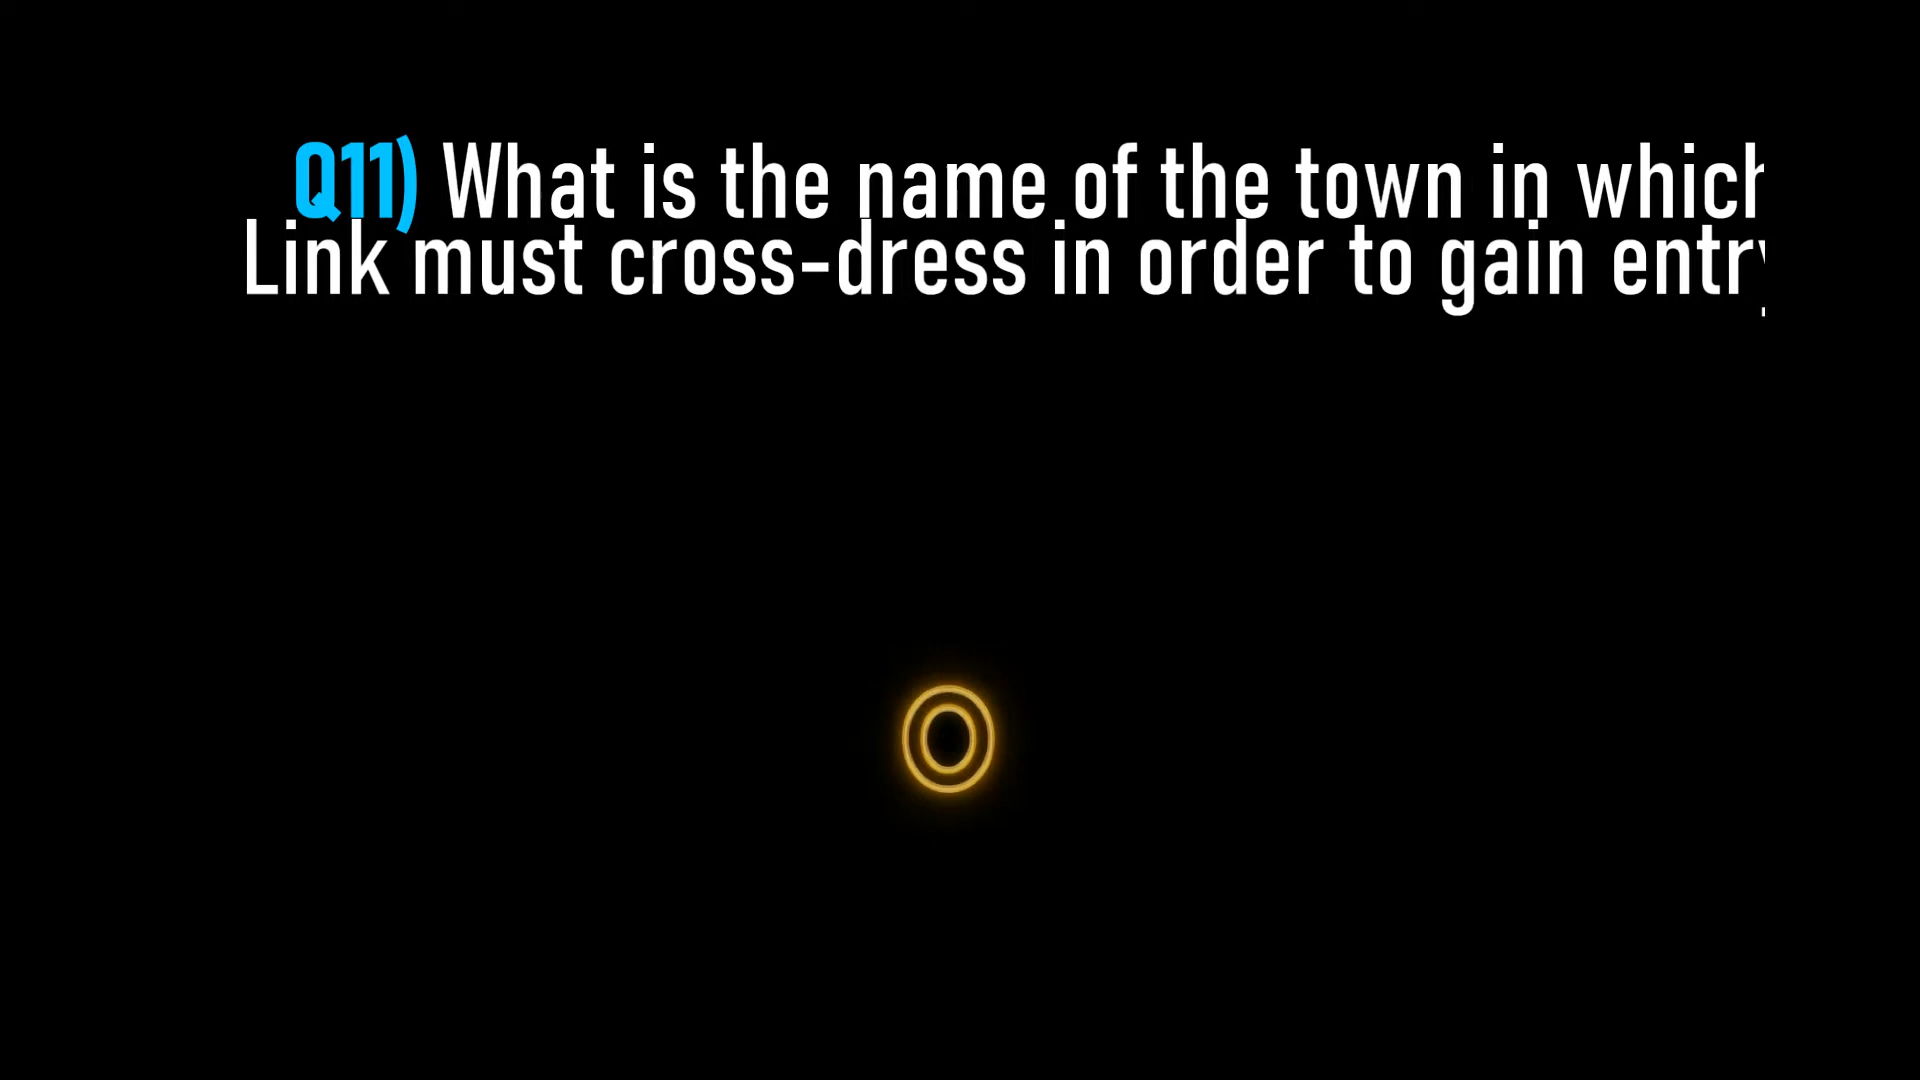 Q11) What is the name of the town in which
Link must cross-dress in order to gain entry